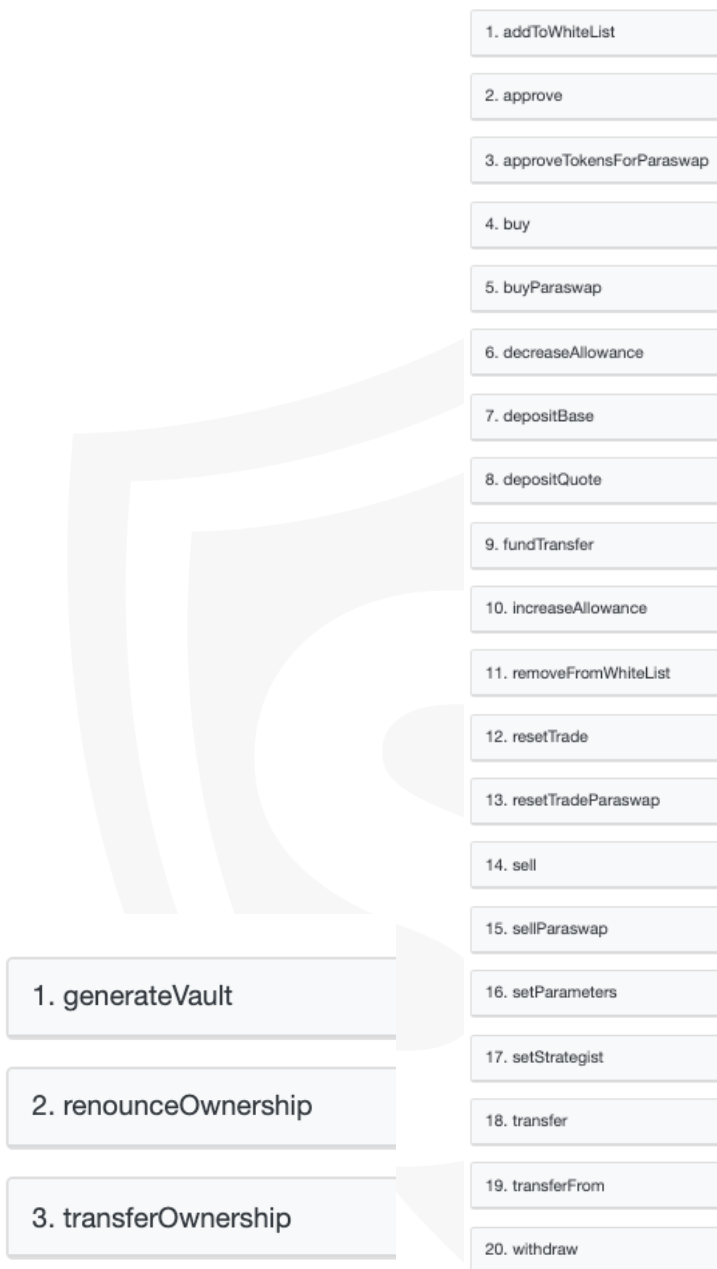 1. generateVault
2. renounceOwnership
3. transferOwnership
1. addToWhiteList
2. approve
3. approveTokensForParaswap
4. buy
5. buyParaswap
6. decreaseAllowance
7. depositBase
8. depositQuote
9. fundTransfer
10. increaseAllowance
11. removeFromWhiteList
12. resetTrade
13. resetTradeParaswap
14. sell
15. sellParaswap
16. setParameters
17. setStrategist
18. transfer
19. transferFrom
20. withdraw